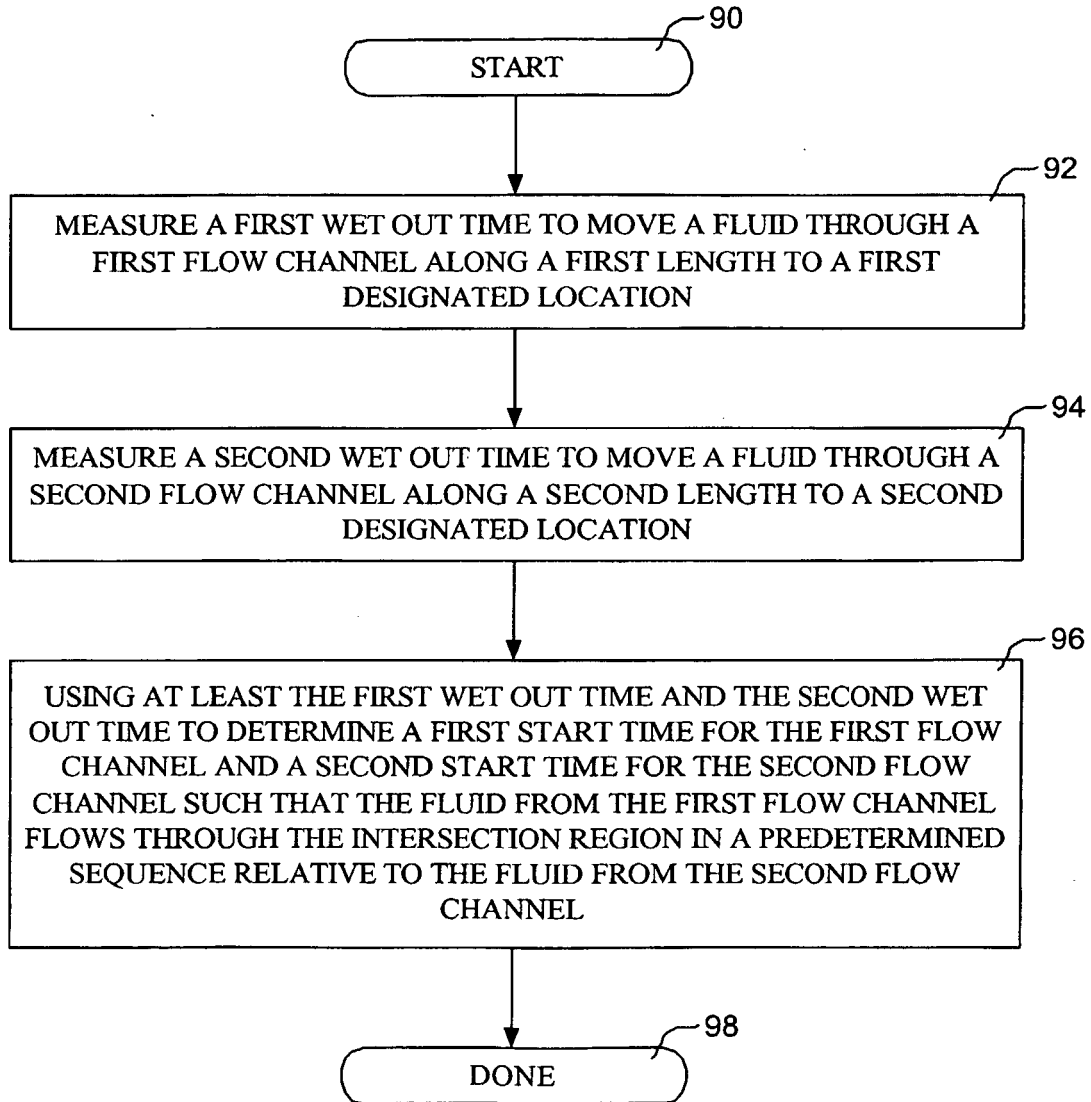 90
START
92
MEASURE A FIRST WET OUT TIME TO MOVE A FLUID THROUGH A
FIRST FLOW CHANNEL ALONG A FIRST LENGTH TO A FIRST
DESIGNATED LOCATION
94
MEASURE A SECOND WET OUT TIME TO MOVE A FLUID THROUGH A
SECOND FLOW CHANNEL ALONG A SECOND LENGTH TO A SECOND
DESIGNATED LOCATION
96
USING AT LEAST THE FIRST WET OUT TIME AND THE SECOND WET
OUT TIME TO DETERMINE A FIRST START TIME FOR THE FIRST FLOW
CHANNEL AND A SECOND START TIME FOR THE SECOND FLOW
CHANNEL SUCH THAT THE FLUID FROM THE FIRST FLOW CHANNEL
FLOWS THROUGH THE INTERSECTION REGION IN A PREDETERMINED
SEQUENCE RELATIVE TO THE FLUID FROM THE SECOND FLOW
CHANNEL.
98
DONE